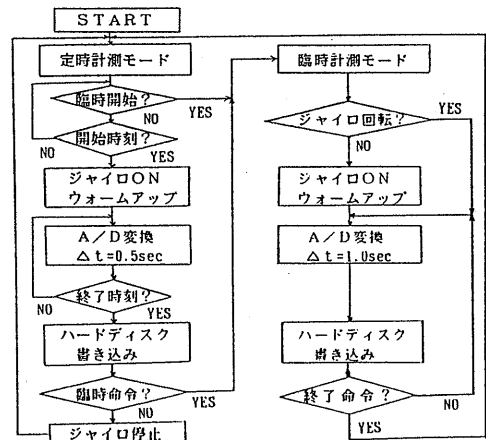 START
定時計測モード
臨時開始？
YES
NO
開始時刻？
NO
YES
ジャイロON
ウォームアップ
A／D変換
Δt=0.5sec
終了時刻？
NO
YES
ハードディスク
書き込み
臨時命令？
NO
YES
ジャイロ停止
臨時計測モード
ジャイロ回転？
YES
NO
ジャイロON
ウォームアップ
A／D変換
Δt=1.0sec
ハードディスク
書き込み
終了命令？
NO
YES